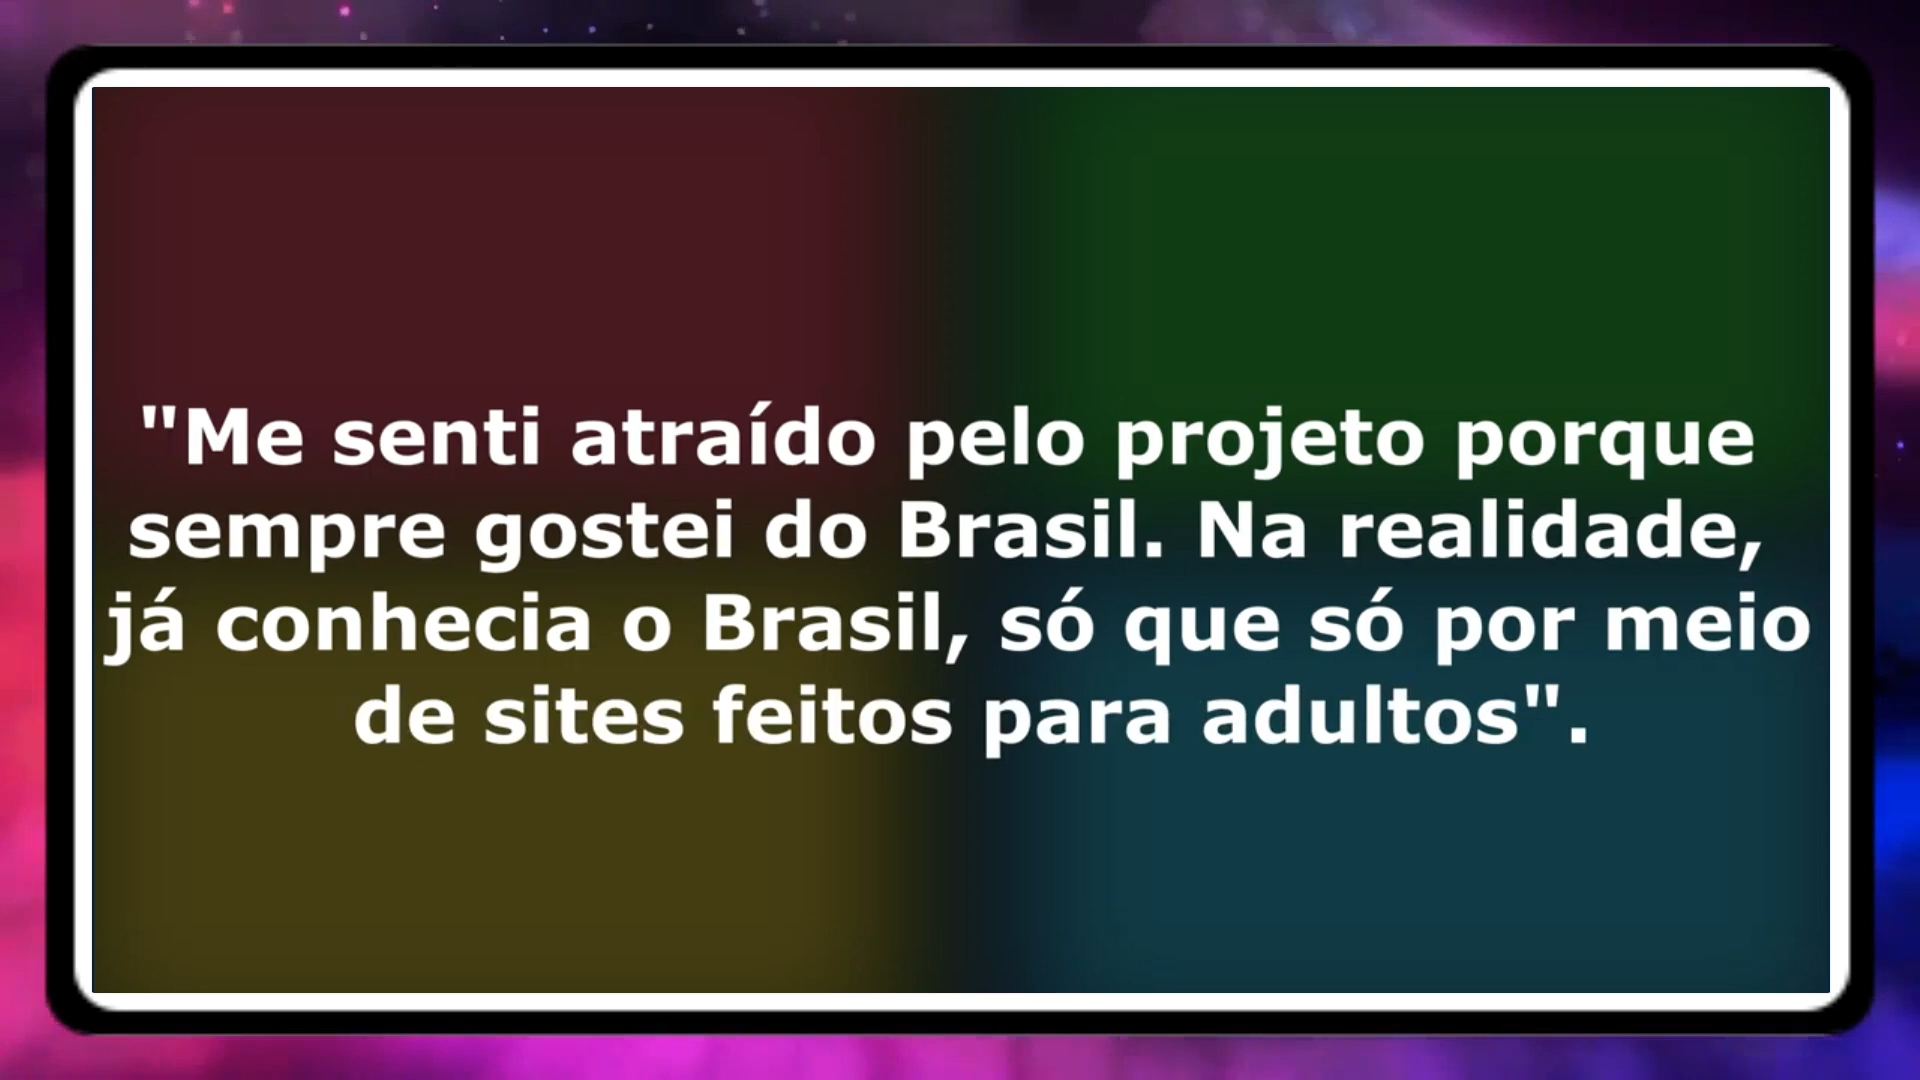 "Me senti atraído pelo projeto porque
sempre gostei do Brasil. Na realidade,
já conhecia o Brasil, só que só por meio
de sites feitos para adultos".